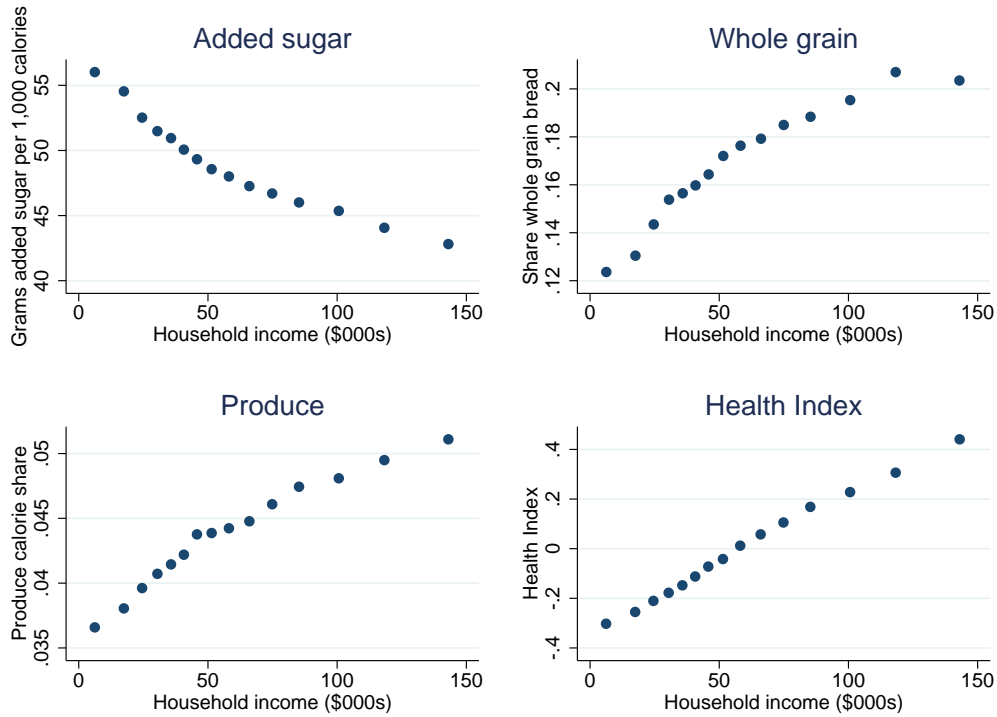 Added sugar
Grams added sugar per 1,000 calories
55
50
45
40
0 50 100 150
Household income ($000s)
Whole grain
Share whole grain bread
.2
.18
.16
.14
.12
0 50 100 150
Household income ($000s)
Produce
Produce calorie share
.05
.045
.04
.035
0 50 100 150
Household income ($000s)
Health Index
Health Index
.4
.2
0
-.2
-.4
0 50 100 150
Household income ($000s)